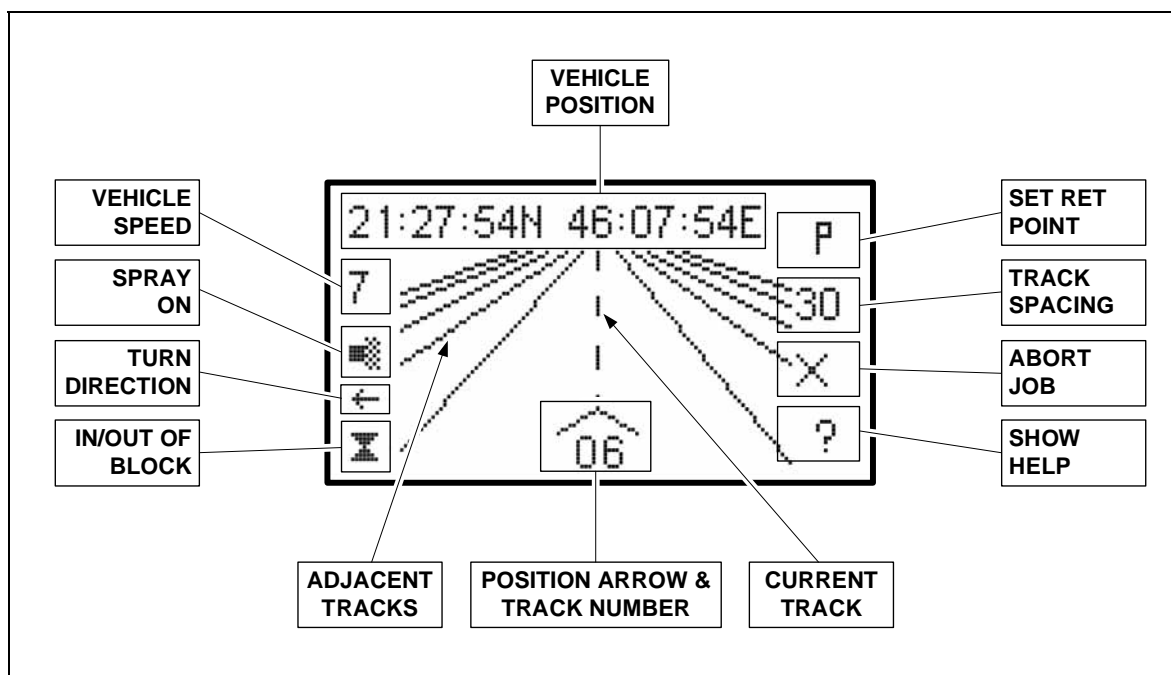 VEHICLE
POSITION
VEHICLE
SPEED
SPRAY
ON
TURN
DIRECTION
IN/OUT OF
BLOCK
21:27:54N 46:07:54E
7
P
30
?
06
SET RET
POINT
TRACK
SPACING
ABORT
JOB
SHOW
HELP
ADJACENT
TRACKS
POSITION ARROW &
TRACK NUMBER
CURRENT
TRACK